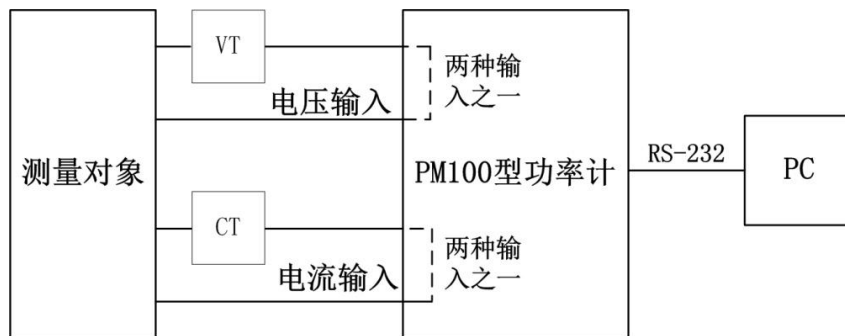 VT
两种输
入之一
电压输入
测量对象
PM100型功率计
RS-232
PC
CT
两种输
入之一
电流输入